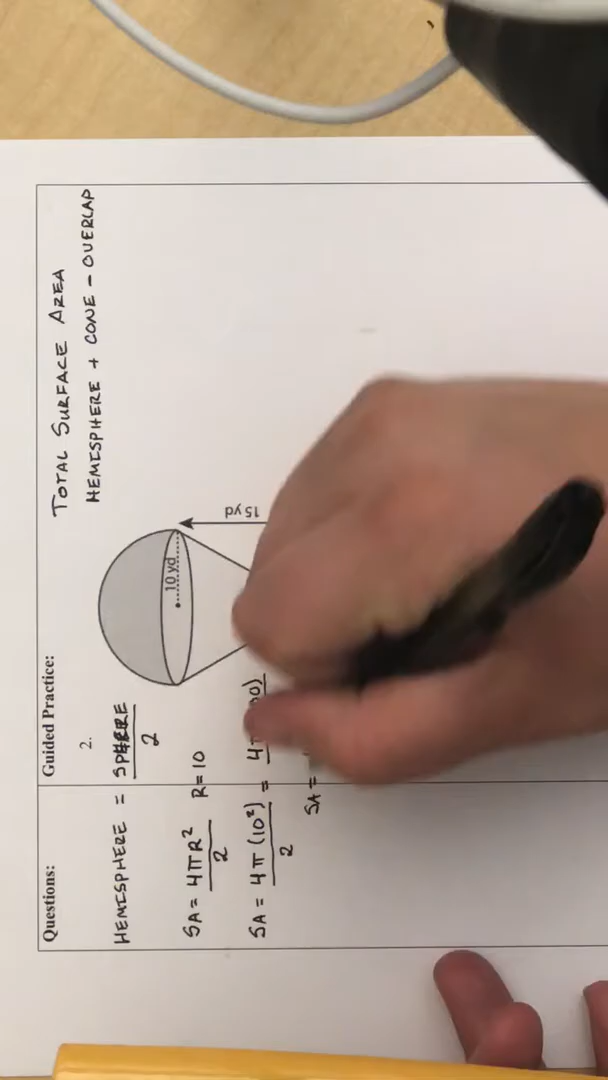 Questions:
Guided Practice:
TOTAL SURFACE AREA
HEMISPHERE + CONE - OVERLAP
2.
HEMISPHERE = SPHERE
2
10 yd
15 yd
SA = 4πR²
2
R=10
SA = 4π(10²) = 4
2
SA =